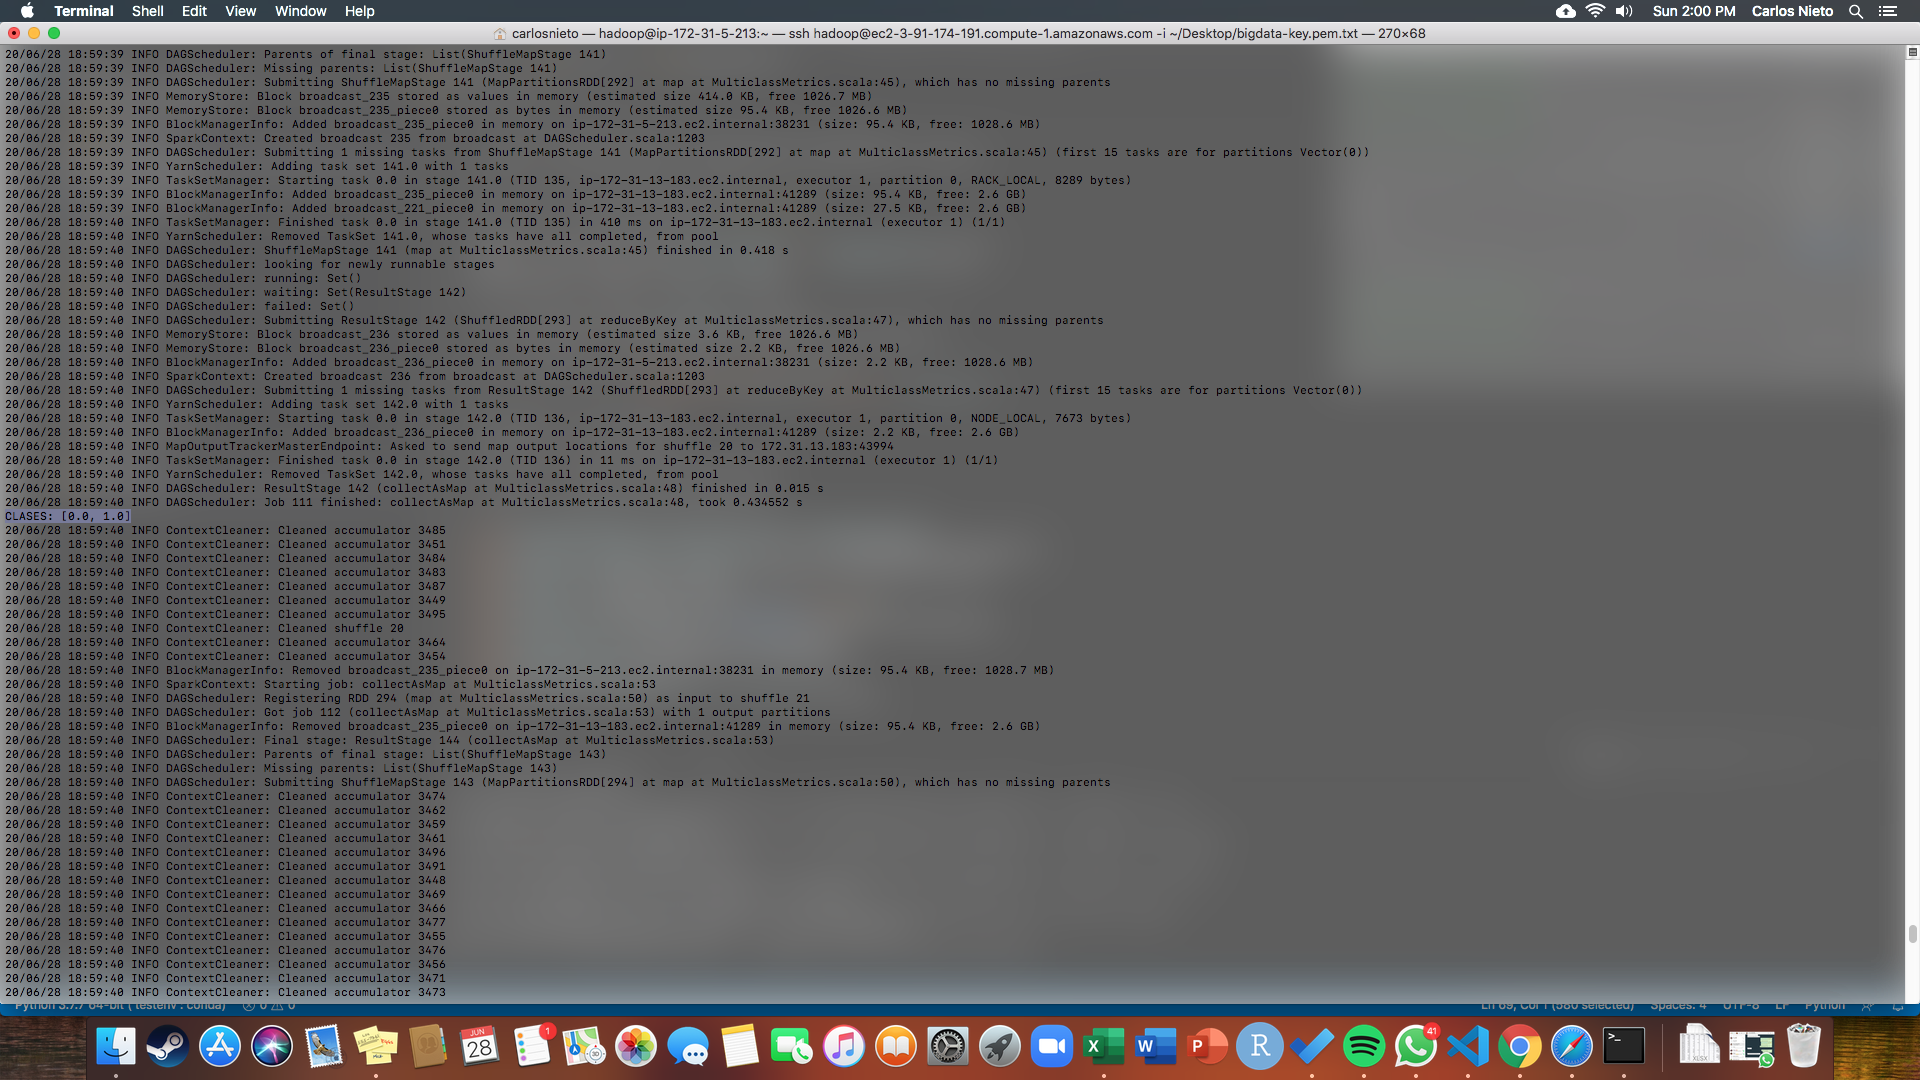 Terminal Shell Edit View Window Help Sun 2:00 PM Carlos Nieto
carlosnieto — hadoop@ip-172-31-5-213:~ — ssh hadoop@ec2-3-91-174-191.compute-1.amazonaws.com -i ~/Desktop/bigdata-key.pem.txt — 270×68
20/06/28 18:59:39 INFO DAGScheduler: Parents of final stage: List(ShuffleMapStage 141)
20/06/28 18:59:39 INFO DAGScheduler: Missing parents: List(ShuffleMapStage 141)
20/06/28 18:59:39 INFO DAGScheduler: Submitting ShuffleMapStage 141 (MapPartitionsRDD[292] at map at MulticlassMetrics.scala:45), which has no missing parents
20/06/28 18:59:39 INFO MemoryStore: Block broadcast_235 stored as values in memory (estimated size 414.0 KB, free 1026.7 MB)
20/06/28 18:59:39 INFO MemoryStore: Block broadcast_235_piece0 stored as bytes in memory (estimated size 95.4 KB, free 1026.6 MB)
20/06/28 18:59:39 INFO BlockManagerInfo: Added broadcast_235_piece0 in memory on ip-172-31-5-213.ec2.internal:38231 (size: 95.4 KB, free: 1028.6 MB)
20/06/28 18:59:39 INFO SparkContext: Created broadcast 235 from broadcast at DAGScheduler.scala:1203
20/06/28 18:59:39 INFO DAGScheduler: Submitting 1 missing tasks from ShuffleMapStage 141 (MapPartitionsRDD[292] at map at MulticlassMetrics.scala:45) (first 15 tasks are for partitions Vector(0))
20/06/28 18:59:39 INFO YarnScheduler: Adding task set 141.0 with 1 tasks
20/06/28 18:59:39 INFO TaskSetManager: Starting task 0.0 in stage 141.0 (TID 135, ip-172-31-13-183.ec2.internal, executor 1, partition 0, RACK_LOCAL, 8289 bytes)
20/06/28 18:59:39 INFO BlockManagerInfo: Added broadcast_235_piece0 in memory on ip-172-31-13-183.ec2.internal:41289 (size: 95.4 KB, free: 2.6 GB)
20/06/28 18:59:39 INFO BlockManagerInfo: Added broadcast_221_piece0 in memory on ip-172-31-13-183.ec2.internal:41289 (size: 27.5 KB, free: 2.6 GB)
20/06/28 18:59:40 INFO TaskSetManager: Finished task 0.0 in stage 141.0 (TID 135) in 410 ms on ip-172-31-13-183.ec2.internal (executor 1) (1/1)
20/06/28 18:59:40 INFO YarnScheduler: Removed TaskSet 141.0, whose tasks have all completed, from pool
20/06/28 18:59:40 INFO DAGScheduler: ShuffleMapStage 141 (map at MulticlassMetrics.scala:45) finished in 0.418 s
20/06/28 18:59:40 INFO DAGScheduler: looking for newly runnable stages
20/06/28 18:59:40 INFO DAGScheduler: running: Set()
20/06/28 18:59:40 INFO DAGScheduler: waiting: Set(ResultStage 142)
20/06/28 18:59:40 INFO DAGScheduler: failed: Set()
20/06/28 18:59:40 INFO DAGScheduler: Submitting ResultStage 142 (ShuffledRDD[293] at reduceByKey at MulticlassMetrics.scala:47), which has no missing parents
20/06/28 18:59:40 INFO MemoryStore: Block broadcast_236 stored as values in memory (estimated size 3.6 KB, free 1026.6 MB)
20/06/28 18:59:40 INFO MemoryStore: Block broadcast_236_piece0 stored as bytes in memory (estimated size 2.2 KB, free 1026.6 MB)
20/06/28 18:59:40 INFO BlockManagerInfo: Added broadcast_236_piece0 in memory on ip-172-31-5-213.ec2.internal:38231 (size: 2.2 KB, free: 1028.6 MB)
20/06/28 18:59:40 INFO SparkContext: Created broadcast 236 from broadcast at DAGScheduler.scala:1203
20/06/28 18:59:40 INFO DAGScheduler: Submitting 1 missing tasks from ResultStage 142 (ShuffledRDD[293] at reduceByKey at MulticlassMetrics.scala:47) (first 15 tasks are for partitions Vector(0))
20/06/28 18:59:40 INFO YarnScheduler: Adding task set 142.0 with 1 tasks
20/06/28 18:59:40 INFO TaskSetManager: Starting task 0.0 in stage 142.0 (TID 136, ip-172-31-13-183.ec2.internal, executor 1, partition 0, NODE_LOCAL, 7673 bytes)
20/06/28 18:59:40 INFO BlockManagerInfo: Added broadcast_236_piece0 in memory on ip-172-31-13-183.ec2.internal:41289 (size: 2.2 KB, free: 2.6 GB)
20/06/28 18:59:40 INFO MapOutputTrackerMasterEndpoint: Asked to send map output locations for shuffle 20 to 172.31.13.183:43994
20/06/28 18:59:40 INFO TaskSetManager: Finished task 0.0 in stage 142.0 (TID 136) in 11 ms on ip-172-31-13-183.ec2.internal (executor 1) (1/1)
20/06/28 18:59:40 INFO YarnScheduler: Removed TaskSet 142.0, whose tasks have all completed, from pool
20/06/28 18:59:40 INFO DAGScheduler: ResultStage 142 (collectAsMap at MulticlassMetrics.scala:48) finished in 0.015 s
20/06/28 18:59:40 INFO DAGScheduler: Job 111 finished: collectAsMap at MulticlassMetrics.scala:48, took 0.434552 s
CLASES: [0.0, 1.0]
20/06/28 18:59:40 INFO ContextCleaner: Cleaned accumulator 3485
20/06/28 18:59:40 INFO ContextCleaner: Cleaned accumulator 3451
20/06/28 18:59:40 INFO ContextCleaner: Cleaned accumulator 3484
20/06/28 18:59:40 INFO ContextCleaner: Cleaned accumulator 3483
20/06/28 18:59:40 INFO ContextCleaner: Cleaned accumulator 3487
20/06/28 18:59:40 INFO ContextCleaner: Cleaned accumulator 3449
20/06/28 18:59:40 INFO ContextCleaner: Cleaned accumulator 3495
20/06/28 18:59:40 INFO ContextCleaner: Cleaned shuffle 20
20/06/28 18:59:40 INFO ContextCleaner: Cleaned accumulator 3464
20/06/28 18:59:40 INFO ContextCleaner: Cleaned accumulator 3454
20/06/28 18:59:40 INFO BlockManagerInfo: Removed broadcast_235_piece0 on ip-172-31-5-213.ec2.internal:38231 in memory (size: 95.4 KB, free: 1028.7 MB)
20/06/28 18:59:40 INFO SparkContext: Starting job: collectAsMap at MulticlassMetrics.scala:53
20/06/28 18:59:40 INFO DAGScheduler: Registering RDD 294 (map at MulticlassMetrics.scala:50) as input to shuffle 21
20/06/28 18:59:40 INFO DAGScheduler: Got job 112 (collectAsMap at MulticlassMetrics.scala:53) with 1 output partitions
20/06/28 18:59:40 INFO BlockManagerInfo: Removed broadcast_235_piece0 on ip-172-31-13-183.ec2.internal:41289 in memory (size: 95.4 KB, free: 2.6 GB)
20/06/28 18:59:40 INFO DAGScheduler: Final stage: ResultStage 144 (collectAsMap at MulticlassMetrics.scala:53)
20/06/28 18:59:40 INFO DAGScheduler: Parents of final stage: List(ShuffleMapStage 143)
20/06/28 18:59:40 INFO DAGScheduler: Missing parents: List(ShuffleMapStage 143)
20/06/28 18:59:40 INFO DAGScheduler: Submitting ShuffleMapStage 143 (MapPartitionsRDD[294] at map at MulticlassMetrics.scala:50), which has no missing parents
20/06/28 18:59:40 INFO ContextCleaner: Cleaned accumulator 3474
20/06/28 18:59:40 INFO ContextCleaner: Cleaned accumulator 3462
20/06/28 18:59:40 INFO ContextCleaner: Cleaned accumulator 3459
20/06/28 18:59:40 INFO ContextCleaner: Cleaned accumulator 3461
20/06/28 18:59:40 INFO ContextCleaner: Cleaned accumulator 3496
20/06/28 18:59:40 INFO ContextCleaner: Cleaned accumulator 3491
20/06/28 18:59:40 INFO ContextCleaner: Cleaned accumulator 3448
20/06/28 18:59:40 INFO ContextCleaner: Cleaned accumulator 3469
20/06/28 18:59:40 INFO ContextCleaner: Cleaned accumulator 3466
20/06/28 18:59:40 INFO ContextCleaner: Cleaned accumulator 3477
20/06/28 18:59:40 INFO ContextCleaner: Cleaned accumulator 3455
20/06/28 18:59:40 INFO ContextCleaner: Cleaned accumulator 3476
20/06/28 18:59:40 INFO ContextCleaner: Cleaned accumulator 3456
20/06/28 18:59:40 INFO ContextCleaner: Cleaned accumulator 3471
20/06/28 18:59:40 INFO ContextCleaner: Cleaned accumulator 3473
Python 3.7.7 64-bit ('testenv': conda) 0 0 Ln 69, Col 1 (586 selected) Spaces: 4 UTF-8 LF Python
JUN 28 1 41